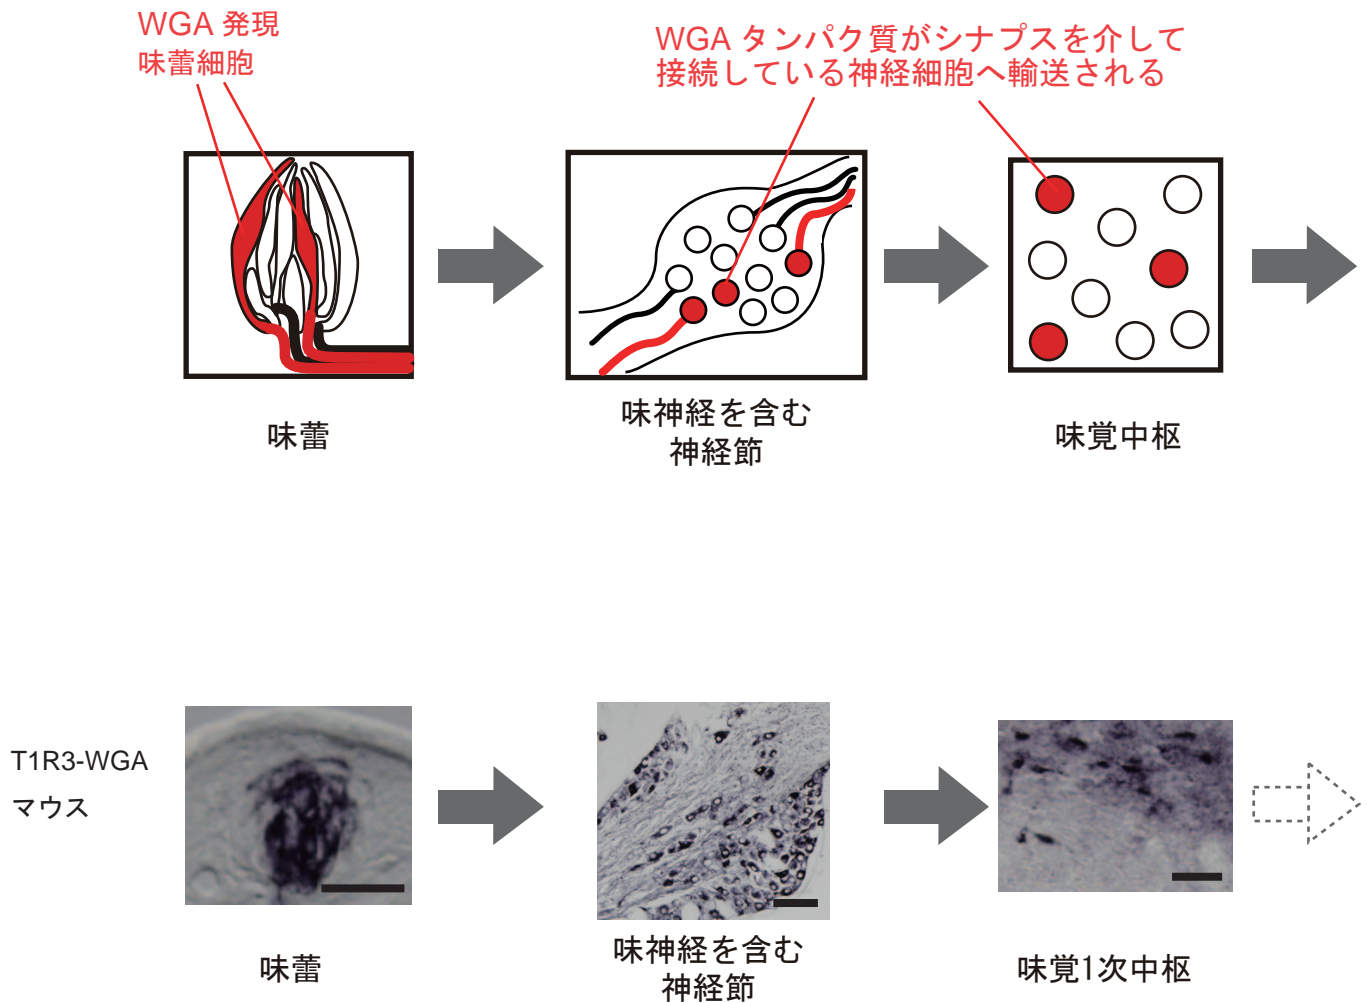 WGA 発現
味蕾細胞
WGA タンパク質がシナプスを介して
接続している神経細胞へ輸送される
味蕾
味神経を含む
神経節
味覚中枢
T1R3-WGA
マウス
味蕾
味神経を含む
神経節
味覚1次中枢